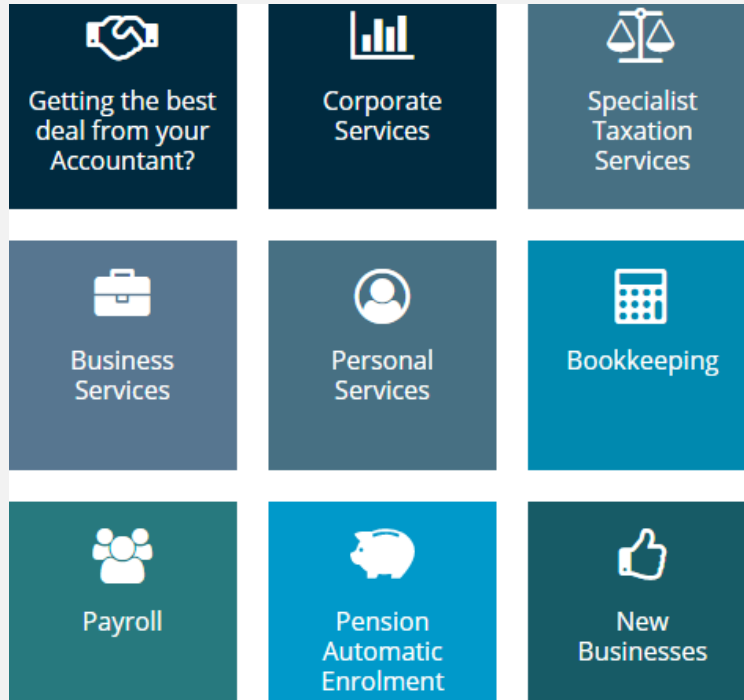 Getting the best
deal from your
Accountant?
Corporate
Services
Specialist
Taxation
Services
Business
Services
Personal
Services
Bookkeeping
Payroll
Pension
Automatic
Enrolment
New
Businesses